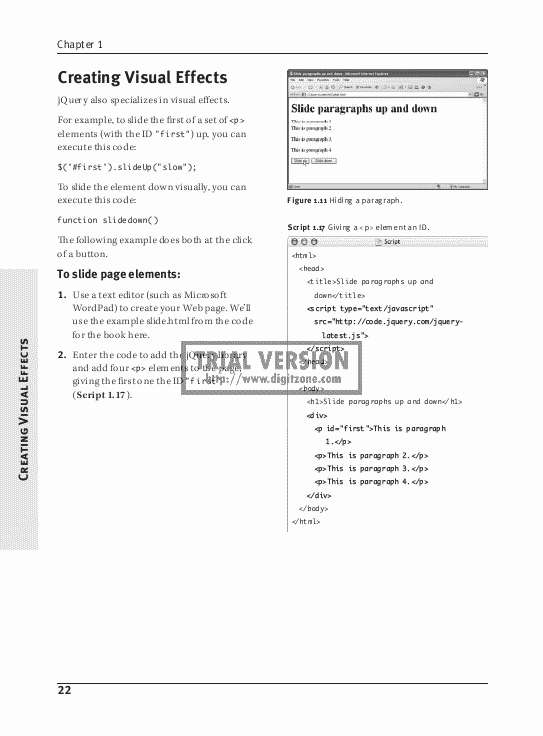 Chapter 1
Creating Visual Effects
jQuery also specializes in visual effects.
For example, to slide the first of a set of <p>
elements (with the ID "first") up, you can
execute this code:
$("#first").slideUp("slow");
To slide the element down visually, you can
execute this code:
function slidedown()
The following example does both at the click
of a button.
To slide page elements:
1. Use a text editor (such as Microsoft
WordPad) to create your Web page. We'll
use the example slide.html from the code
for the book here.
2. Enter the code to add the jQuery library
and add four <p> elements to the page,
giving the first one the ID "first"
(Script 1.17).
Slide paragraphs up and down - Microsoft Internet Explorer
Slide paragraphs up and down
This is paragraph 1.
This is paragraph 2.
This is paragraph 3.
This is paragraph 4.
Slide up Slide down
Figure 1.11 Hiding a paragraph.
Script 1.17 Giving a <p> element an ID.
Script
<html>
<head>
<title>Slide paragraphs up and
down</title>
<script type="text/javascript"
src="http://code.jquery.com/jquery-
latest.js">
</script>
</head>
<body>
<h1>Slide paragraphs up and down</h1>
<div>
<p id="first">This is paragraph
1.</p>
<p>This is paragraph 2.</p>
<p>This is paragraph 3.</p>
<p>This is paragraph 4.</p>
</div>
</body>
</html>
TRIAL VERSION
http://www.digitzone.com
Creating Visual Effects
22